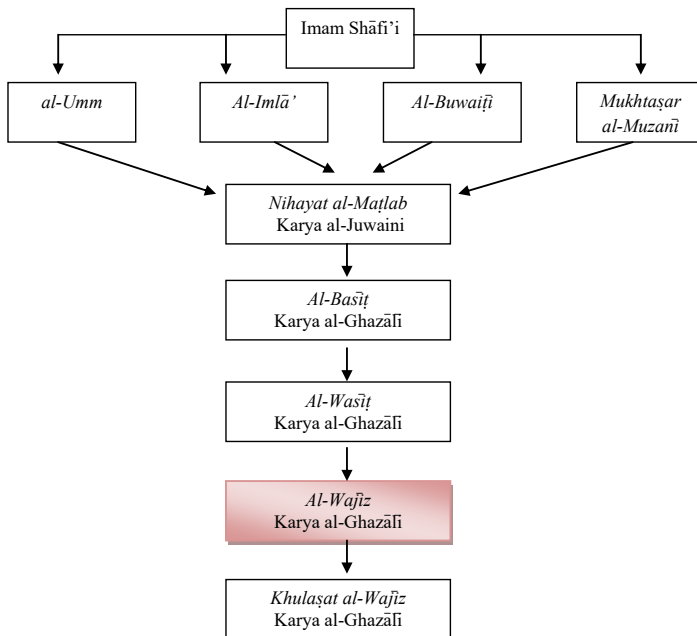 Imam Shāfi'i
al-Umm
Al-Imlā'
Al-Buwaiṭī
Mukhtaṣar
al-Muzanī
Nihayat al-Maṭlab
Karya al-Juwaini
Al-Basīṭ
Karya al-Ghazālī
Al-Wasīṭ
Karya al-Ghazālī
Al-Wajīz
Karya al-Ghazālī
Khulaṣat al-Wajīz
Karya al-Ghazālī